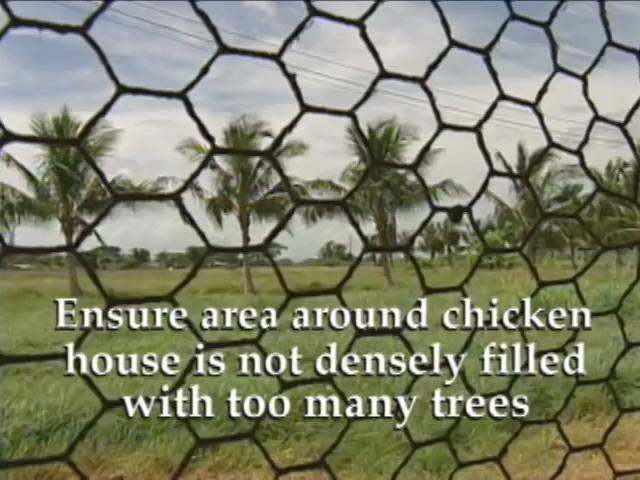 Ensure area around chicken
house is not densely filled
with too many trees